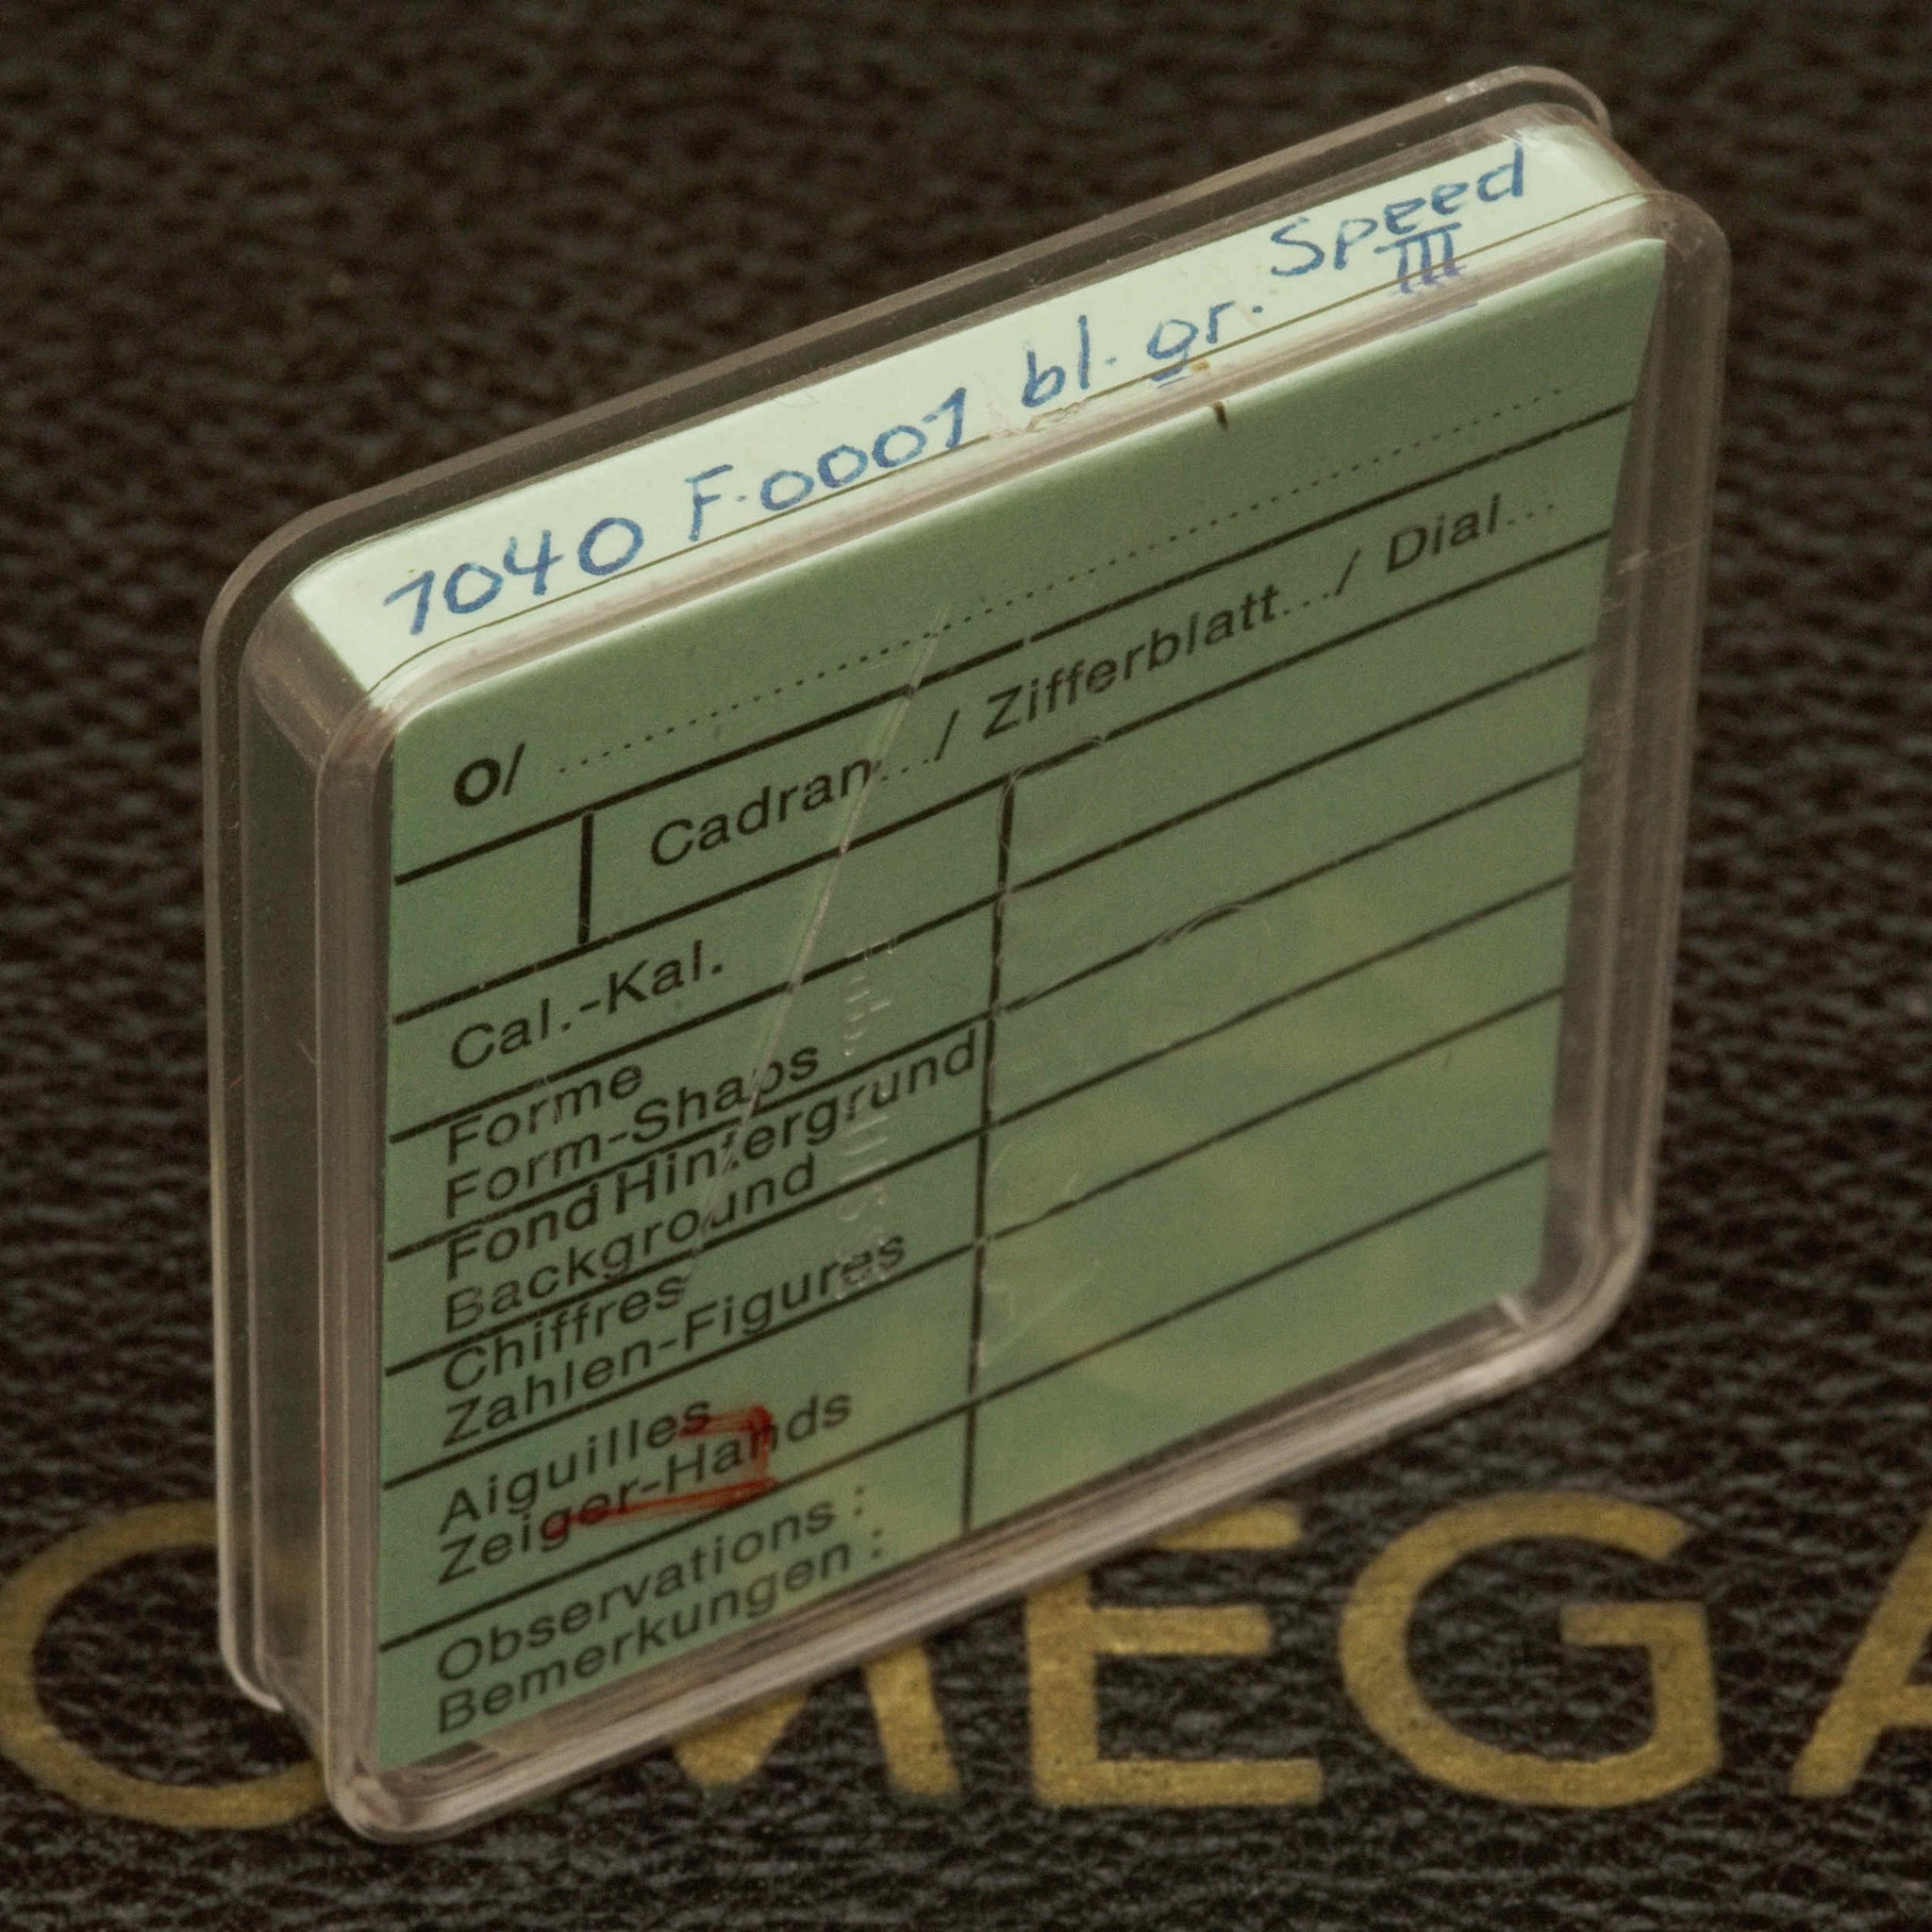 1040 F.0001 bl. gr. Speed
III
O/ ....................
Cadran... / Zifferblatt... / Dial...
Cal.-Kal.
Forme
Form-Shaps
Fond Hintergrund
Background
Chiffres
Zahlen-Figures
Aiguilles
Zeiger-Hands
Observations :
Bemerkungen :
OMEGA